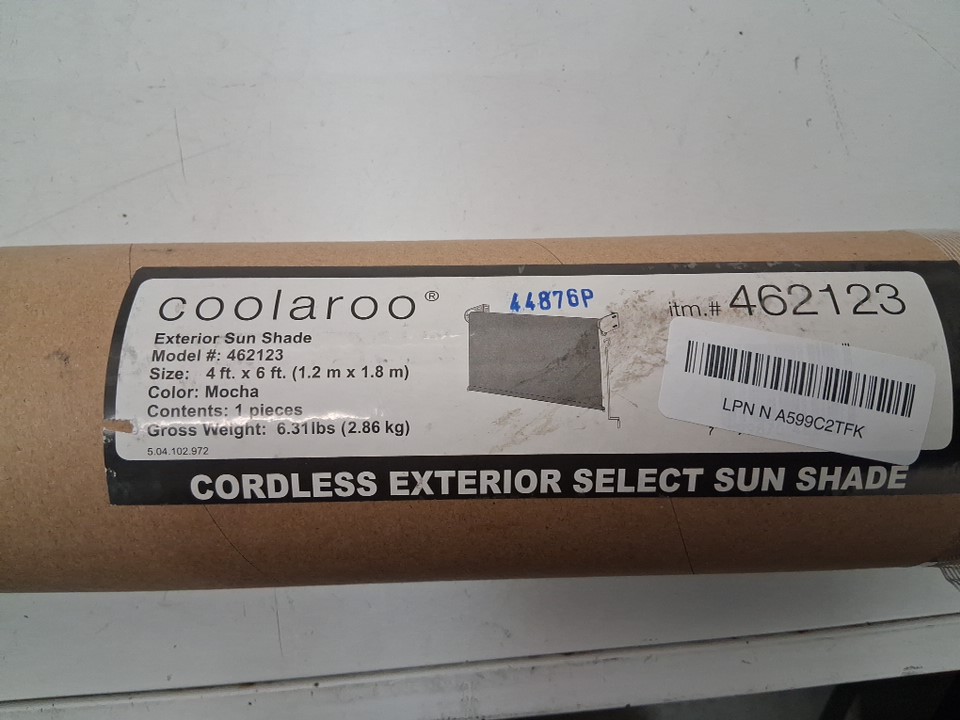 coolaroo®
Exterior Sun Shade
Model #: 462123
Size: 4 ft. x 6 ft. (1.2 m x 1.8 m)
Color: Mocha
Contents: 1 pieces
Gross Weight: 6.31lbs (2.86 kg)
5.04.102.972
44876P
itm.# 462123
LPN N A599C2TFK
CORDLESS EXTERIOR SELECT SUN SHADE